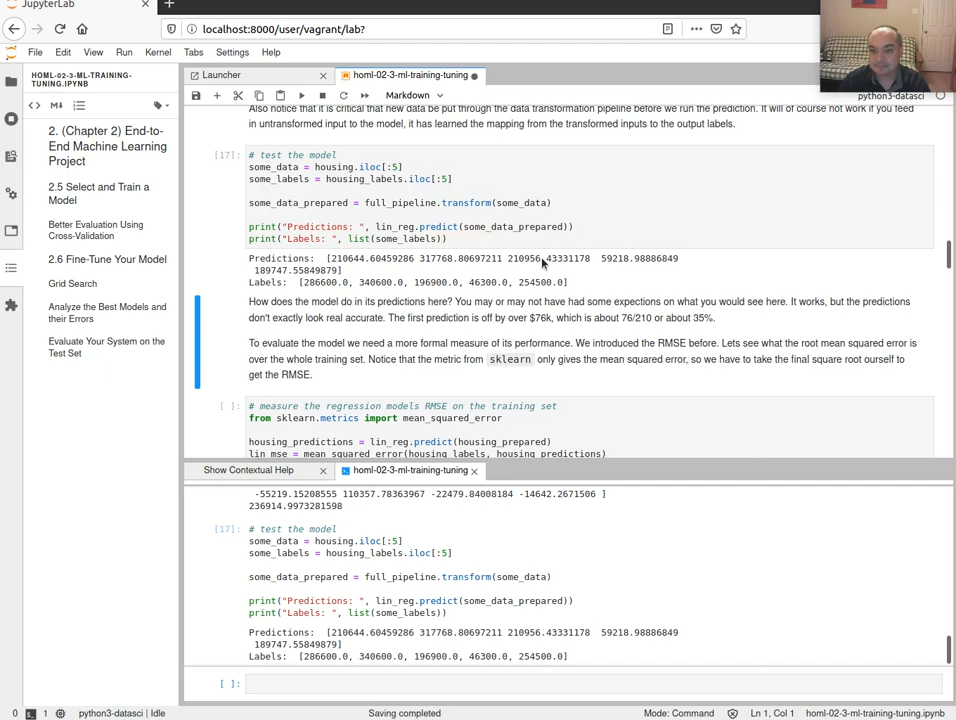 JupyterLab
localhost:8000/user/vagrant/lab?
File Edit View Run Kernel Tabs Settings Help
HOML-02-3-ML-TRAINING-
TUNING.IPYNB
2. (Chapter 2) End-to-
End Machine Learning
Project
2.5 Select and Train a
Model
Better Evaluation Using
Cross-Validation
2.6 Fine-Tune Your Model
Grid Search
Analyze the Best Models and
their Errors
Evaluate Your System on the
Test Set
Launcher
homl-02-3-ml-training-tuning
Markdown
python3-datasci
Also notice that it is critical that new data be put through the data transformation pipeline before we run the prediction. It will of course not work if you feed
in untransformed input to the model, it has learned the mapping from the transformed inputs to the output labels.
[17]: # test the model
some_data = housing.iloc[:5]
some_labels = housing_labels.iloc[:5]
some_data_prepared = full_pipeline.transform(some_data)
print("Predictions: ", lin_reg.predict(some_data_prepared))
print("Labels: ", list(some_labels))
Predictions: [210644.60459286 317768.80697211 210956.43331178 59218.98886849
189747.55849879]
Labels: [286600.0, 340600.0, 196900.0, 46300.0, 254500.0]
How does the model do in its predictions here? You may or may not have had some expections on what you would see here. It works, but the predictions
don't exactly look real accurate. The first prediction is off by over $76k, which is about 76/210 or about 35%.
To evaluate the model we need a more formal measure of its performance. We introduced the RMSE before. Lets see what the root mean squared error is
over the whole training set. Notice that the metric from sklearn only gives the mean squared error, so we have to take the final square root ourself to
get the RMSE.
[ ]: # measure the regression models RMSE on the training set
from sklearn.metrics import mean_squared_error
housing_predictions = lin_reg.predict(housing_prepared)
lin_mse = mean_squared_error(housing_labels, housing_predictions)
Show Contextual Help
homl-02-3-ml-training-tuning
-55219.15208555 110357.78363967 -22479.84008184 -14642.2671506 ]
236914.9973281598
[17]: # test the model
some_data = housing.iloc[:5]
some_labels = housing_labels.iloc[:5]
some_data_prepared = full_pipeline.transform(some_data)
print("Predictions: ", lin_reg.predict(some_data_prepared))
print("Labels: ", list(some_labels))
Predictions: [210644.60459286 317768.80697211 210956.43331178 59218.98886849
189747.55849879]
Labels: [286600.0, 340600.0, 196900.0, 46300.0, 254500.0]
[ ]:
0 1 python3-datasci | Idle Saving completed Mode: Command Ln 1, Col 1 homl-02-3-ml-training-tuning.ipynb